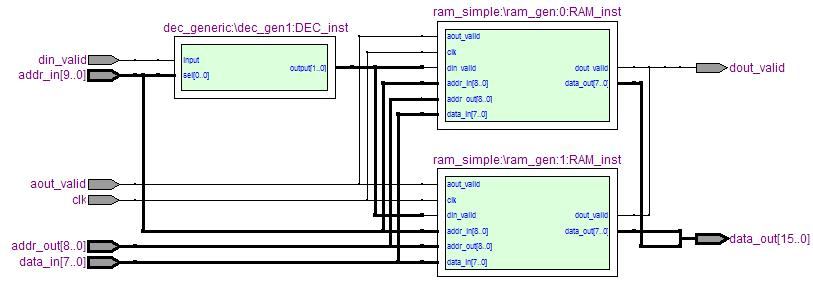 ram_simple:\ram_gen:0:RAM_inst
dec_generic:\dec_gen1:DEC_inst
aout_valid
clk
din_valid
input
output[1..0]
din_valid
dout_valid
dout_valid
addr_in[9..0]
sel[0..0]
addr_in[8..0]
data_out[7..0]
addr_out[8..0]
data_in[7..0]
ram_simple:\ram_gen:1:RAM_inst
aout_valid
aout_valid
clk
clk
din_valid
dout_valid
addr_in[8..0]
data_out[7..0]
data_out[15..0]
addr_out[8..0]
addr_out[8..0]
data_in[7..0]
data_in[7..0]